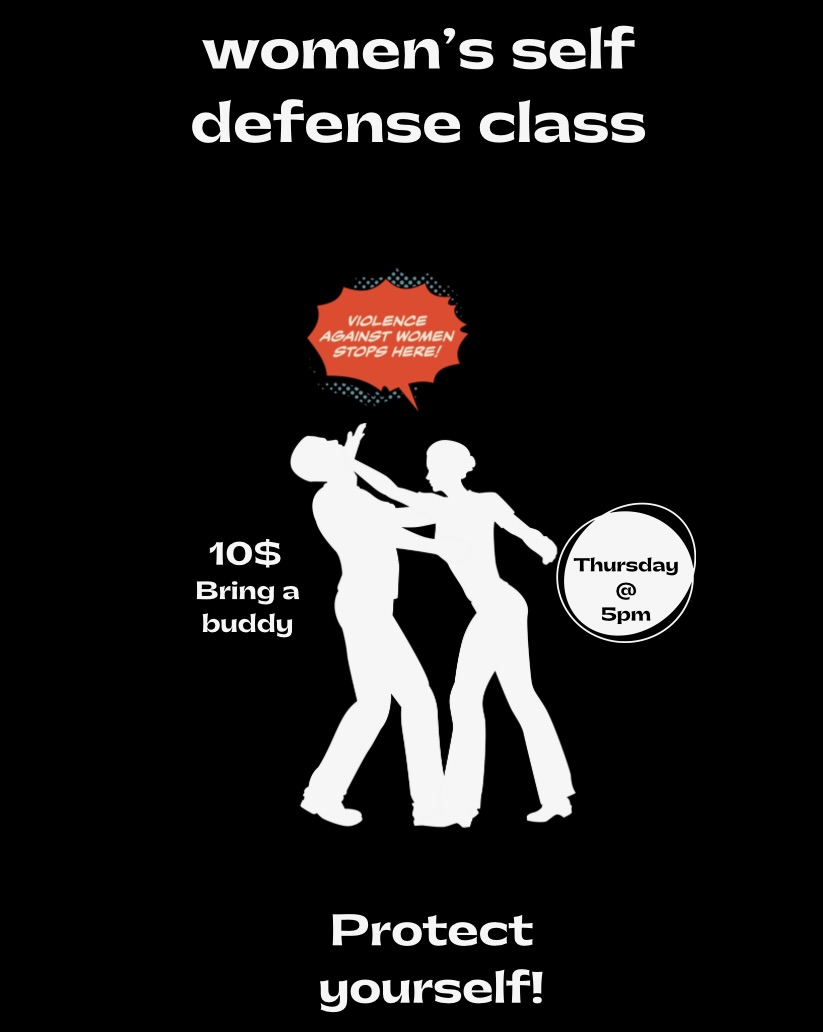 women’s self
defense class
VIOLENCE
AGAINST WOMEN
STOPS HERE!
10$
Bring a
buddy
Thursday
@
5pm
Protect
yourself!